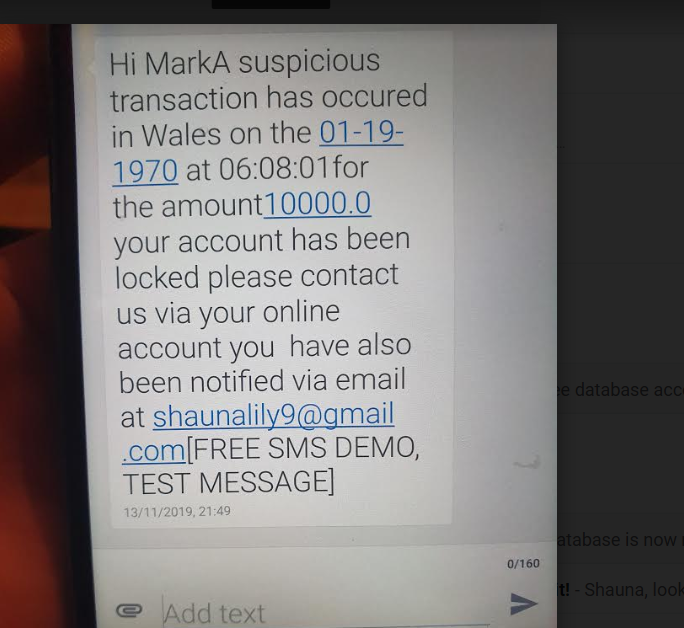 Hi MarkA suspicious
transaction has occured
in Wales on the 01-19-
1970 at 06:08:01for
the amount10000.0
your account has been
locked please contact
us via your online
account you  have also
been notified via email
at shaunalily9@gmail
.com[FREE SMS DEMO,
TEST MESSAGE]
13/11/2019, 21:49
0/160
Add text
database acc
database is now
t! - Shauna, look